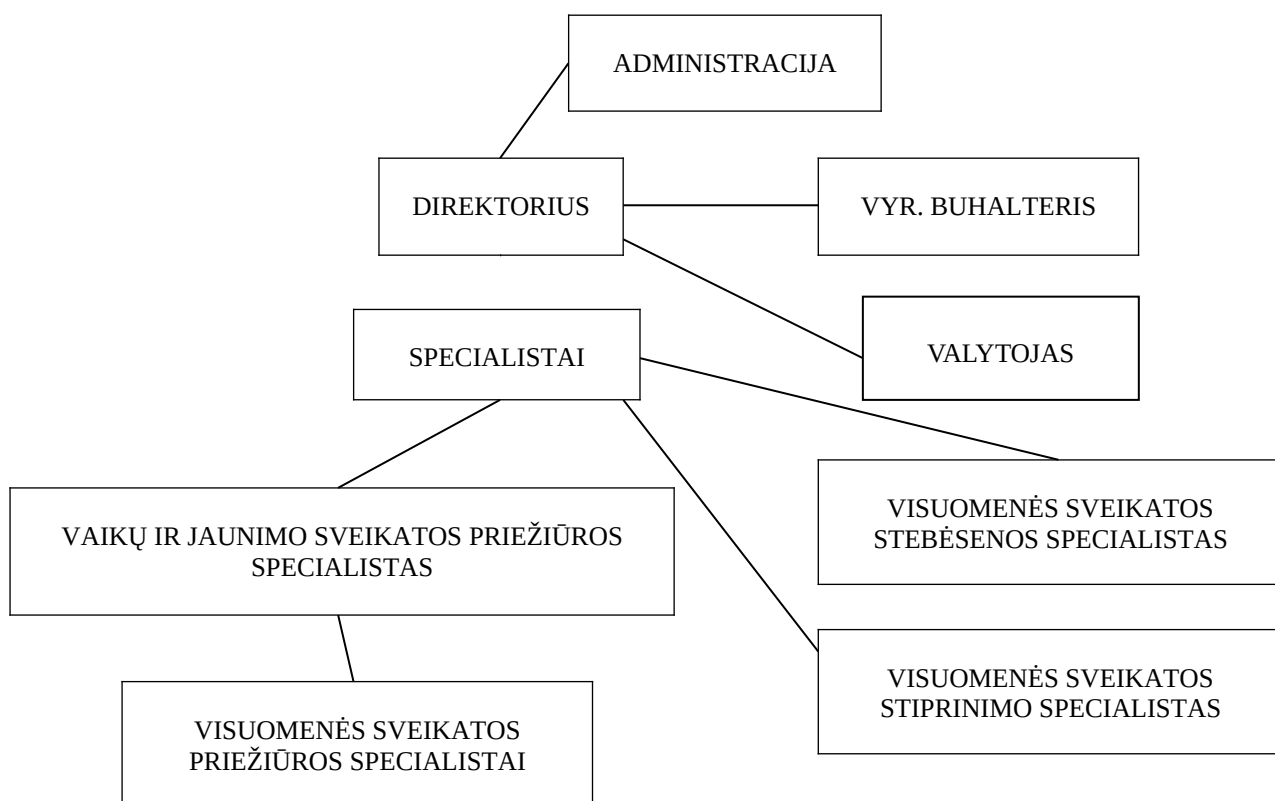 ADMINISTRACIJA
DIREKTORIUS
VYR. BUHALTERIS
VALYTOJAS
SPECIALISTAI
VISUOMENĖS SVEIKATOS
STEBĖSENOS SPECIALISTAS
VAIKŲ IR JAUNIMO SVEIKATOS PRIEŽIŪROS
SPECIALISTAS
VISUOMENĖS SVEIKATOS
STIPRINIMO SPECIALISTAS
VISUOMENĖS SVEIKATOS
PRIEŽIŪROS SPECIALISTAI